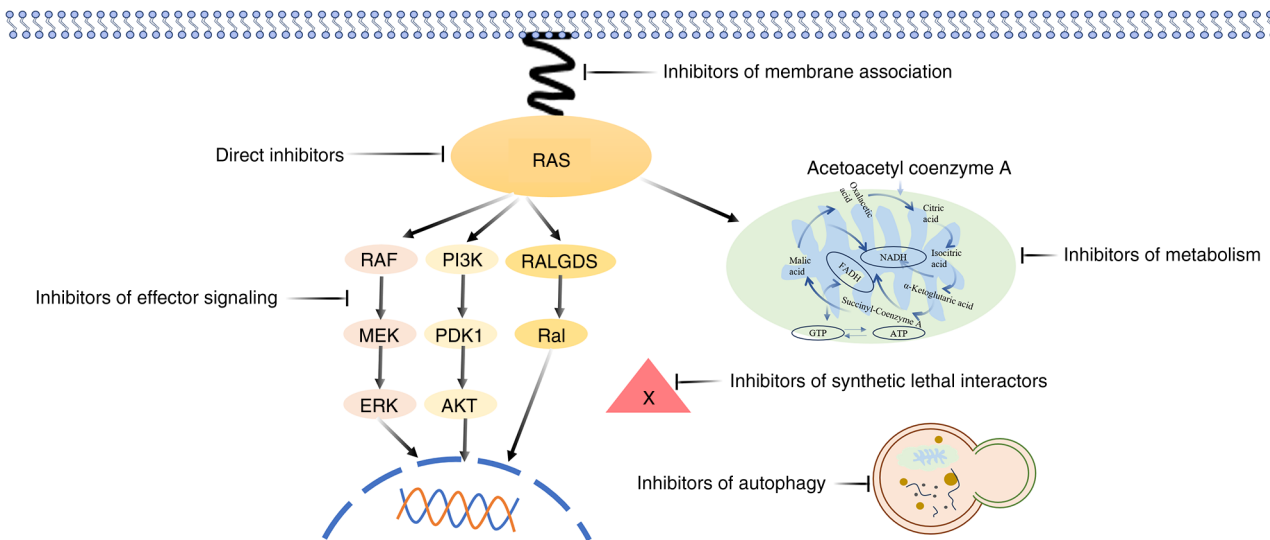 Inhibitors of membrane association
Direct inhibitors
RAS
Acetoacetyl coenzyme A
Oxalacetic
acid
Citric
acid
Malic
acid
FADH
NADH
Isocitric
acid
α-Ketoglutaric acid
Succinyl-Coenzyme A
GTP
ATP
Inhibitors of metabolism
RAF
PI3K
RALGDS
Inhibitors of effector signaling
MEK
PDK1
Ral
X
Inhibitors of synthetic lethal interactors
ERK
AKT
Inhibitors of autophagy